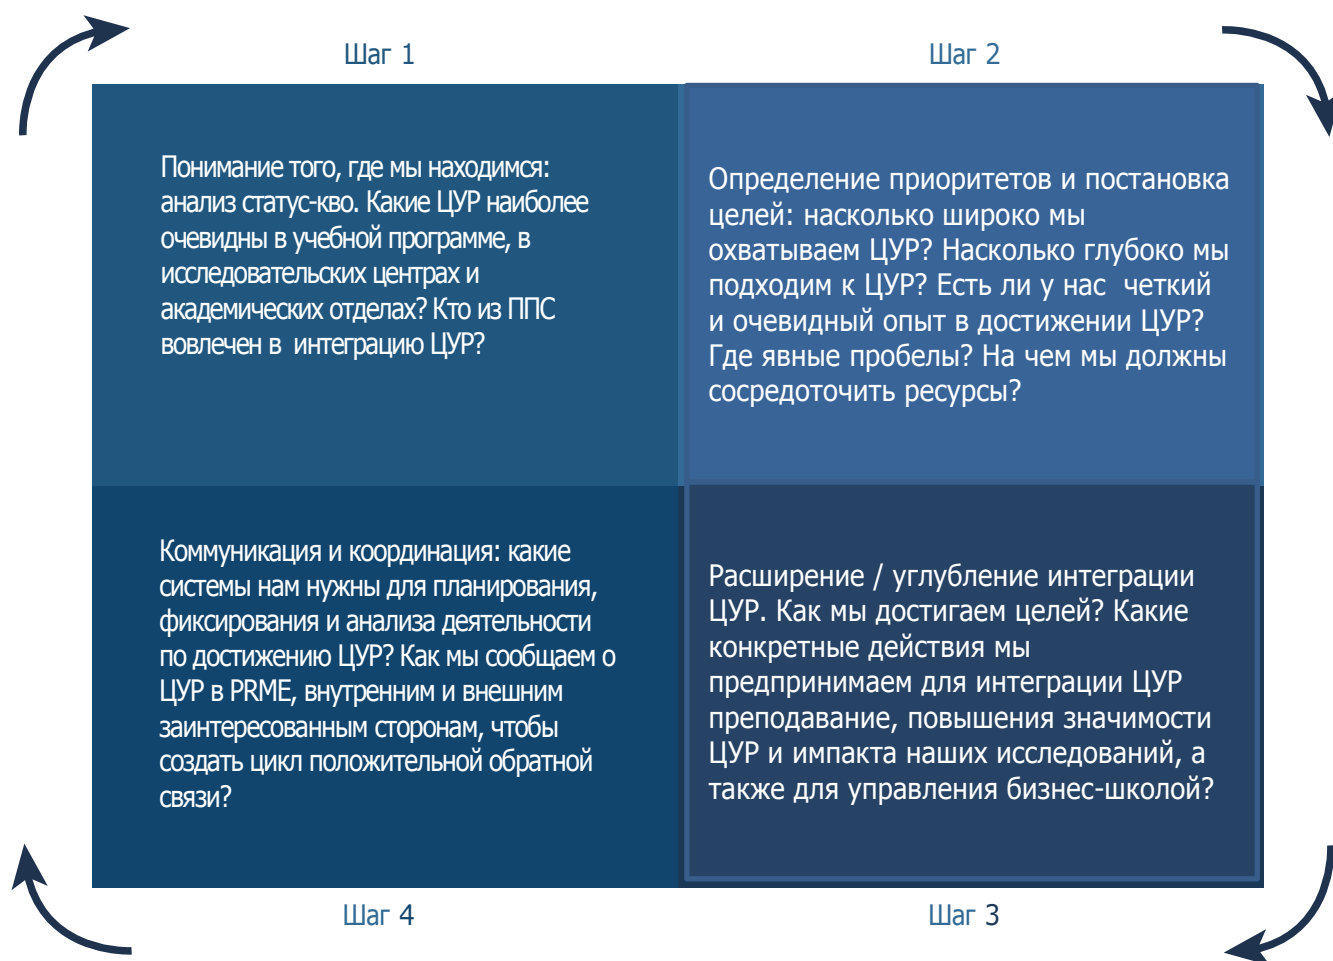 Шаг 1
Понимание того, где мы находимся:
анализ статус-кво. Какие ЦУР наиболее
очевидны в учебной программе, в
исследовательских центрах и
академических отделах? Кто из ППС
вовлечен в  интеграцию ЦУР?
Шаг 2
Определение приоритетов и постановка
целей: насколько широко мы
охватываем ЦУР? Насколько глубоко мы
подходим к ЦУР? Есть ли у нас  четкий
и очевидный опыт в достижении ЦУР?
Где явные пробелы? На чем мы должны
сосредоточить ресурсы?
Расширение / углубление интеграции
ЦУР. Как мы достигаем целей? Какие
конкретные действия мы
предпринимаем для интеграции ЦУР
преподавание, повышения значимости
ЦУР и импакта наших исследований, а
также для управления бизнес-школой?
Шаг 3
Коммуникация и координация: какие
системы нам нужны для планирования,
фиксирования и анализа деятельности
по достижению ЦУР? Как мы сообщаем о
ЦУР в PRME, внутренним и внешним
заинтересованным сторонам, чтобы
создать цикл положительной обратной
связи?
Шаг 4